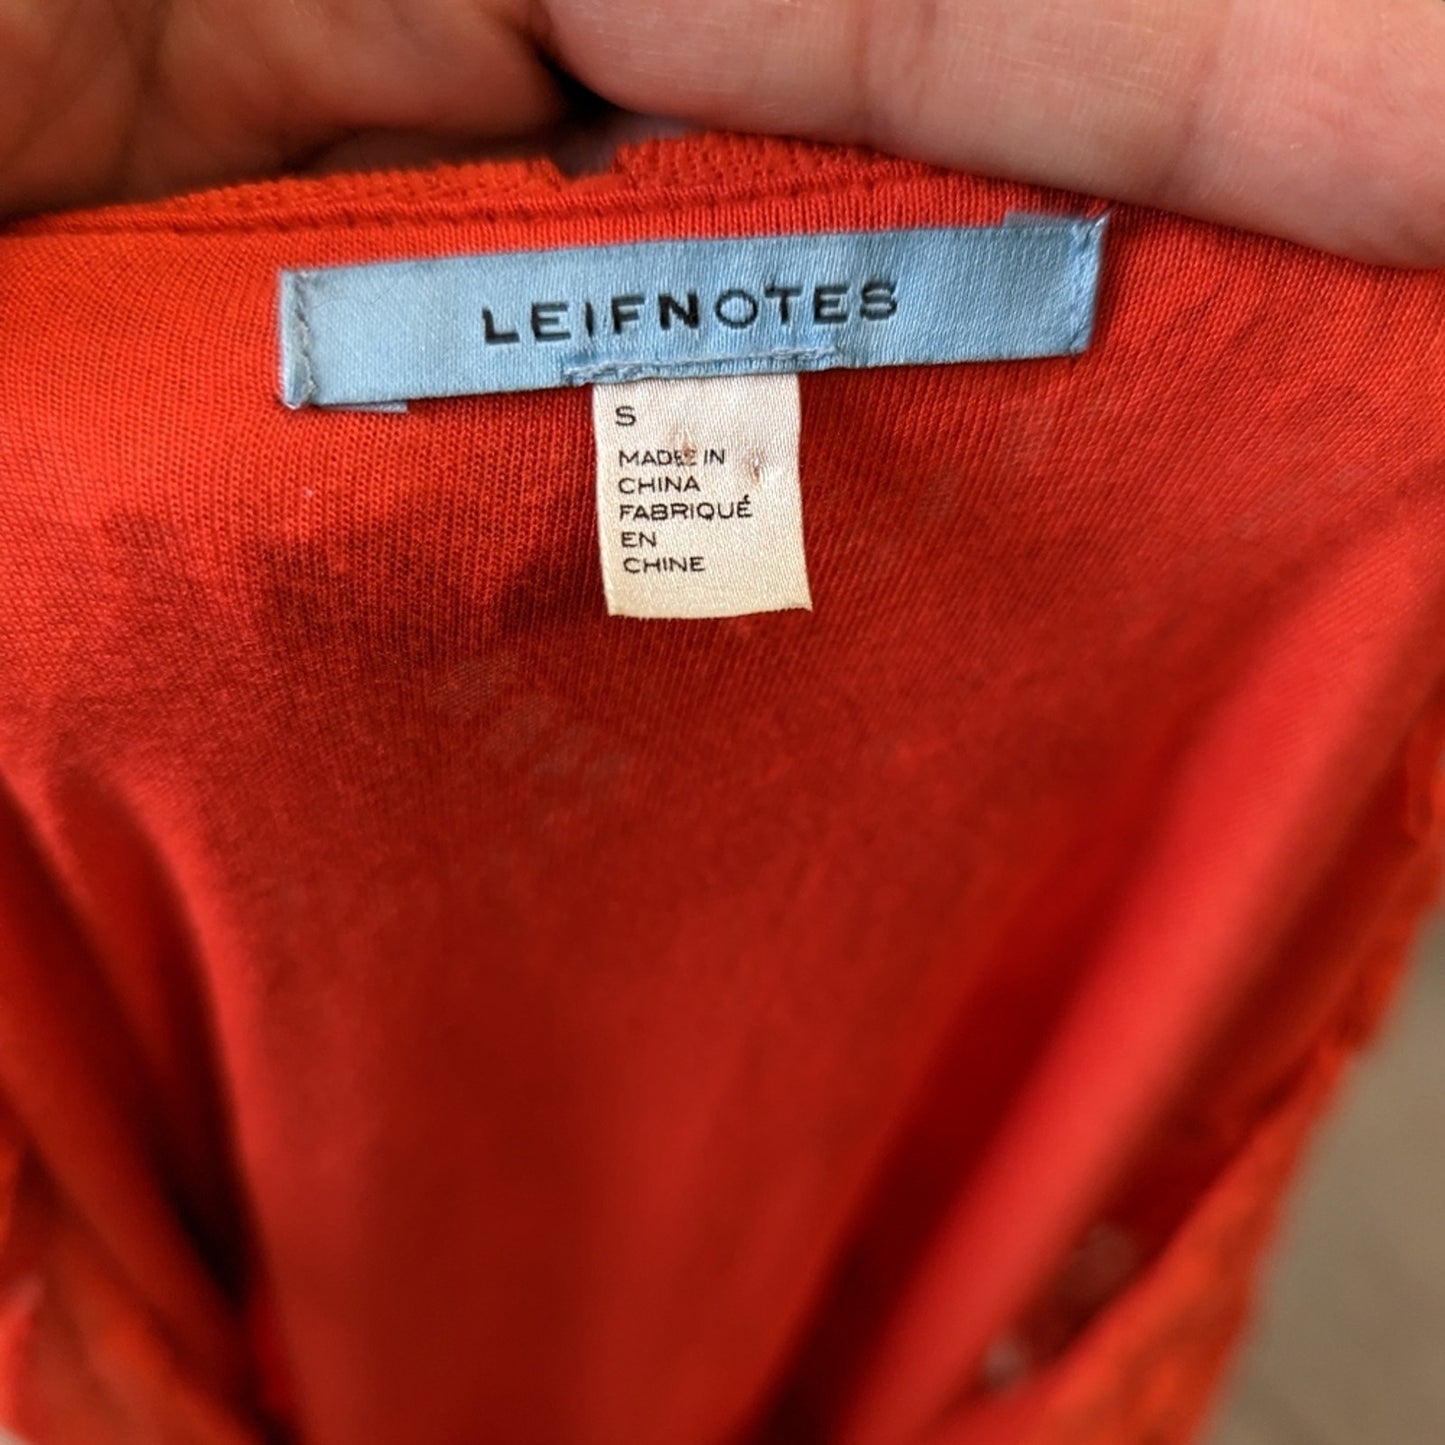 LEIFNOTES
S
MADE IN
CHINA
FABRIQUÉ
EN
CHINE